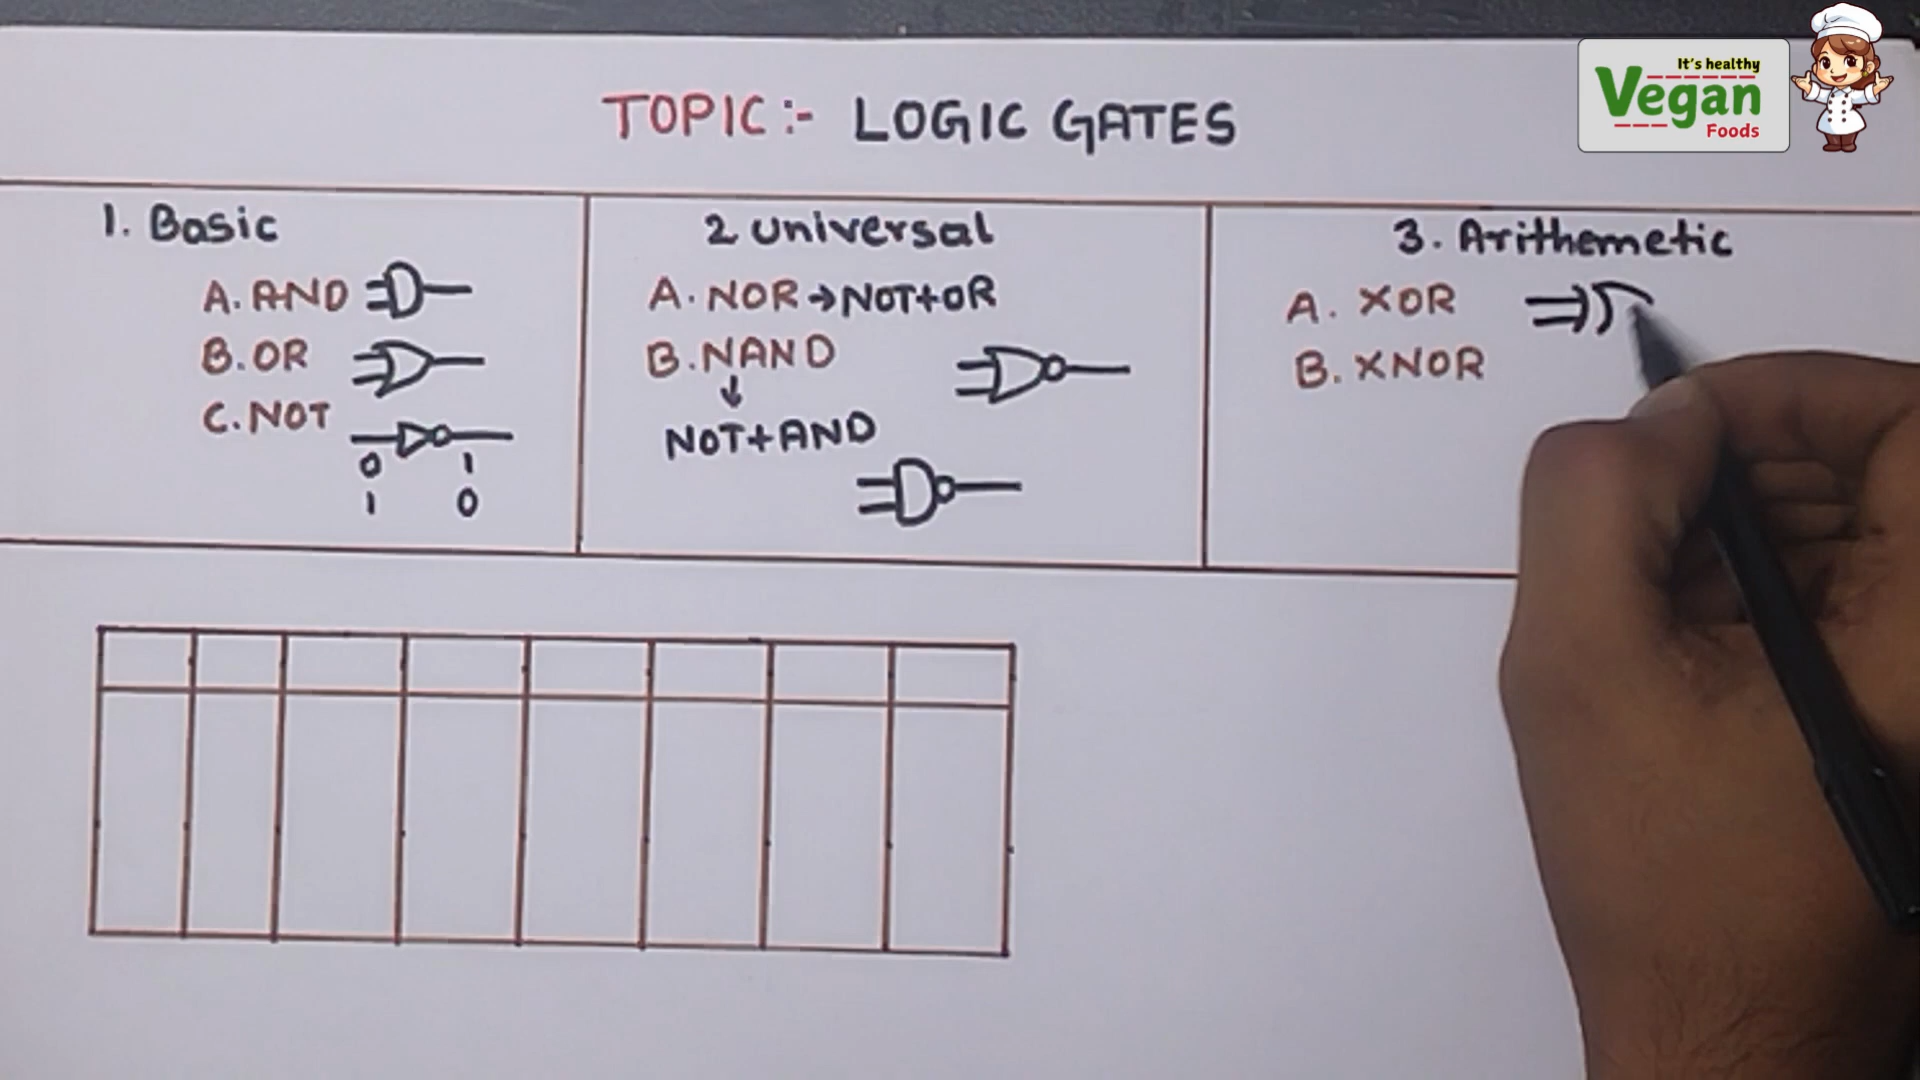 It's healthy
Vegan
Foods
TOPIC:- LOGIC GATES
1. Basic
A. AND
B. OR
C. NOT
0 1
1 0
2 Universal
A. NOR → NOT+OR
B. NAND
↓
NOT+AND
3. Arithemetic
A. XOR
B. XNOR